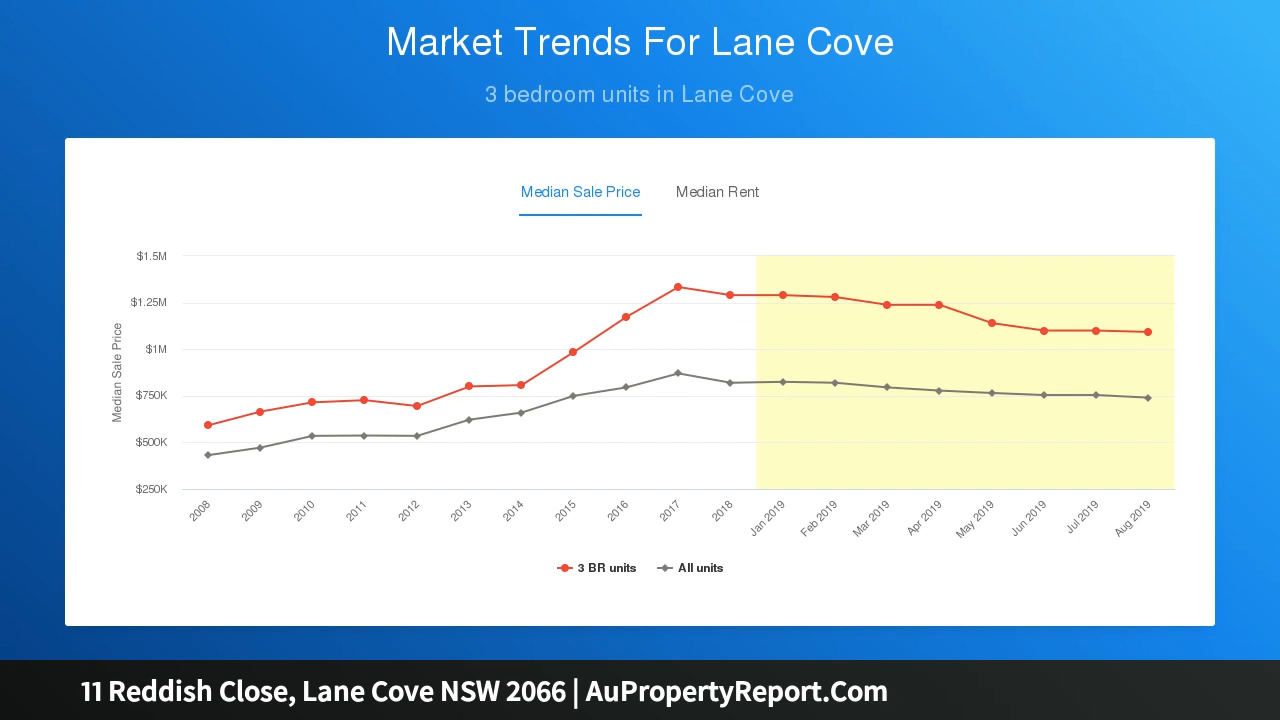 Market Trends For Lane Cove
3 bedroom units in Lane Cove
Median Sale Price Median Rent
Median Sale Price
$1.5M
$1.25M
$1M
$750K
$500K
$250K
2008 2009 2010 2011 2012 2013 2014 2015 2016 2017 2018 Jan 2019 Feb 2019 Mar 2019 Apr 2019 May 2019 Jun 2019 Jul 2019 Aug 2019
3 BR units All units
11 Reddish Close, Lane Cove NSW 2066 | AuPropertyReport.Com